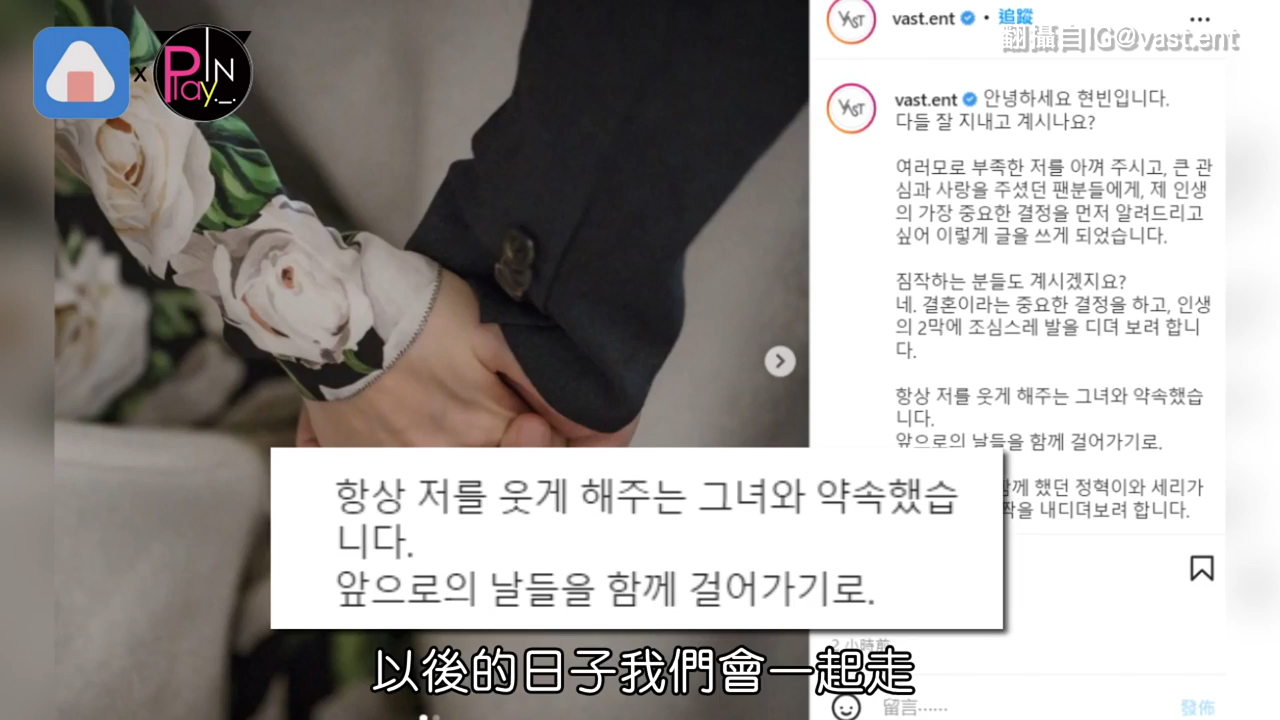 Play IN
x
YAST
vast.ent • 追蹤
翻攝自IG@vast.ent
YAST
vast.ent 안녕하세요 현빈입니다.
다들 잘 지내고 계시나요?
여러모로 부족한 저를 아껴 주시고, 큰 관
심과 사랑을 주셨던 팬분들에게, 제 인생
의 가장 중요한 결정을 먼저 알려드리고
싶어 이렇게 글을 쓰게 되었습니다.
짐작하는 분들도 계시겠지요?
네. 결혼이라는 중요한 결정을 하고, 인생
의 2막에 조심스레 발을 디뎌 보려 합니
다.
항상 저를 웃게 해주는 그녀와 약속했습
니다.
앞으로의 날들을 함께 걸어가기로.
함께 했던 정혁이와 세리가
짝을 내디뎌보려 합니다.
항상 저를 웃게 해주는 그녀와 약속했습
니다.
앞으로의 날들을 함께 걸어가기로.
2 小時前
以後的日子我們會一起走
留言......
發佈